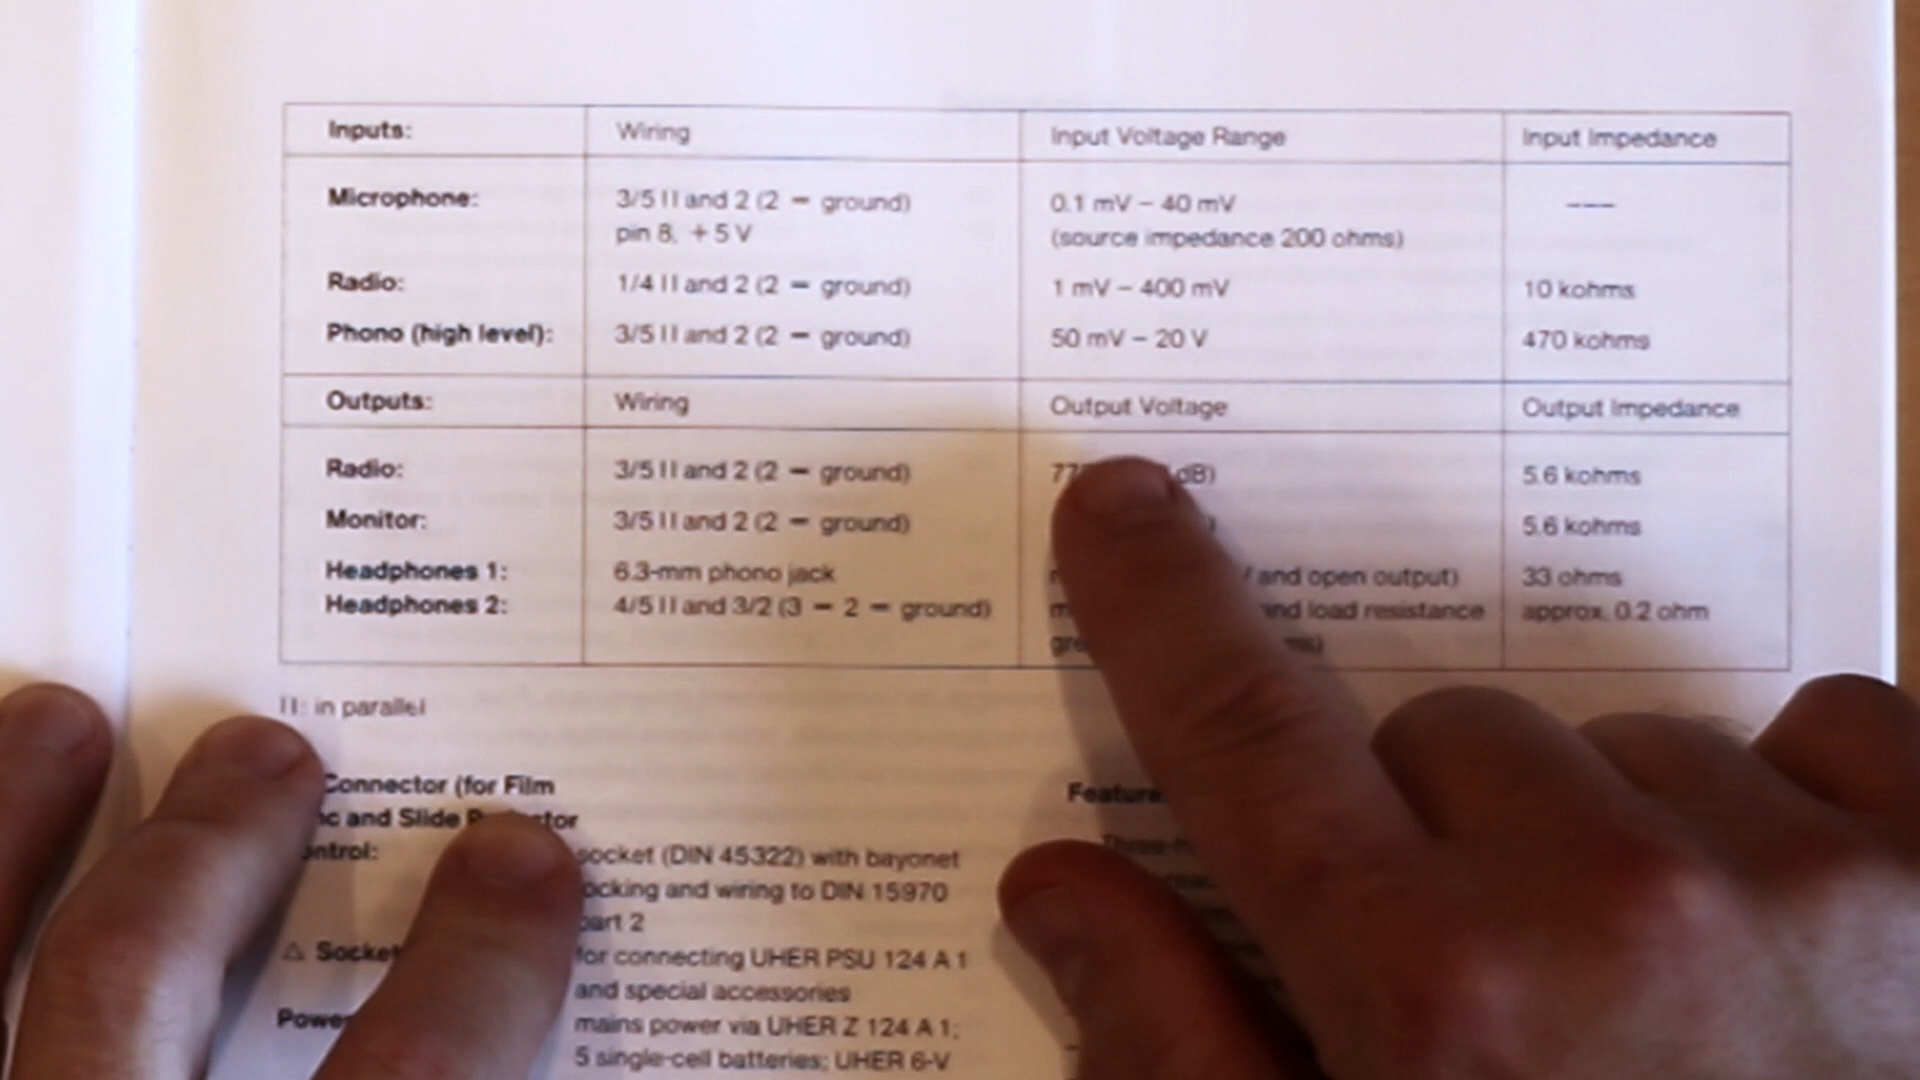 Inputs: Wiring Input Voltage Range Input Impedance
Microphone: 3/5 II and 2 (2 = ground) 0.1 mV – 40 mV ---
pin 8, +5 V (source impedance 200 ohms)
Radio: 1/4 II and 2 (2 = ground) 1 mV – 400 mV 10 kohms
Phono (high level): 3/5 II and 2 (2 = ground) 50 mV – 20 V 470 kohms
Outputs: Wiring Output Voltage Output Impedance
Radio: 3/5 II and 2 (2 = ground) dB) 5.6 kohms
Monitor: 3/5 II and 2 (2 = ground) 5.6 kohms
Headphones 1: 6.3-mm phono jack and open output) 33 ohms
Headphones 2: 4/5 II and 3/2 (3 = 2 = ground) load resistance approx. 0.2 ohm
II: in parallel
Connector (for Film
and Slide
socket (DIN 45322) with bayonet
locking and wiring to DIN 15970
part 2
△ Socket for connecting UHER PSU 124 A 1
and special accessories
Power mains power via UHER Z 124 A 1;
5 single-cell batteries; UHER 6-V